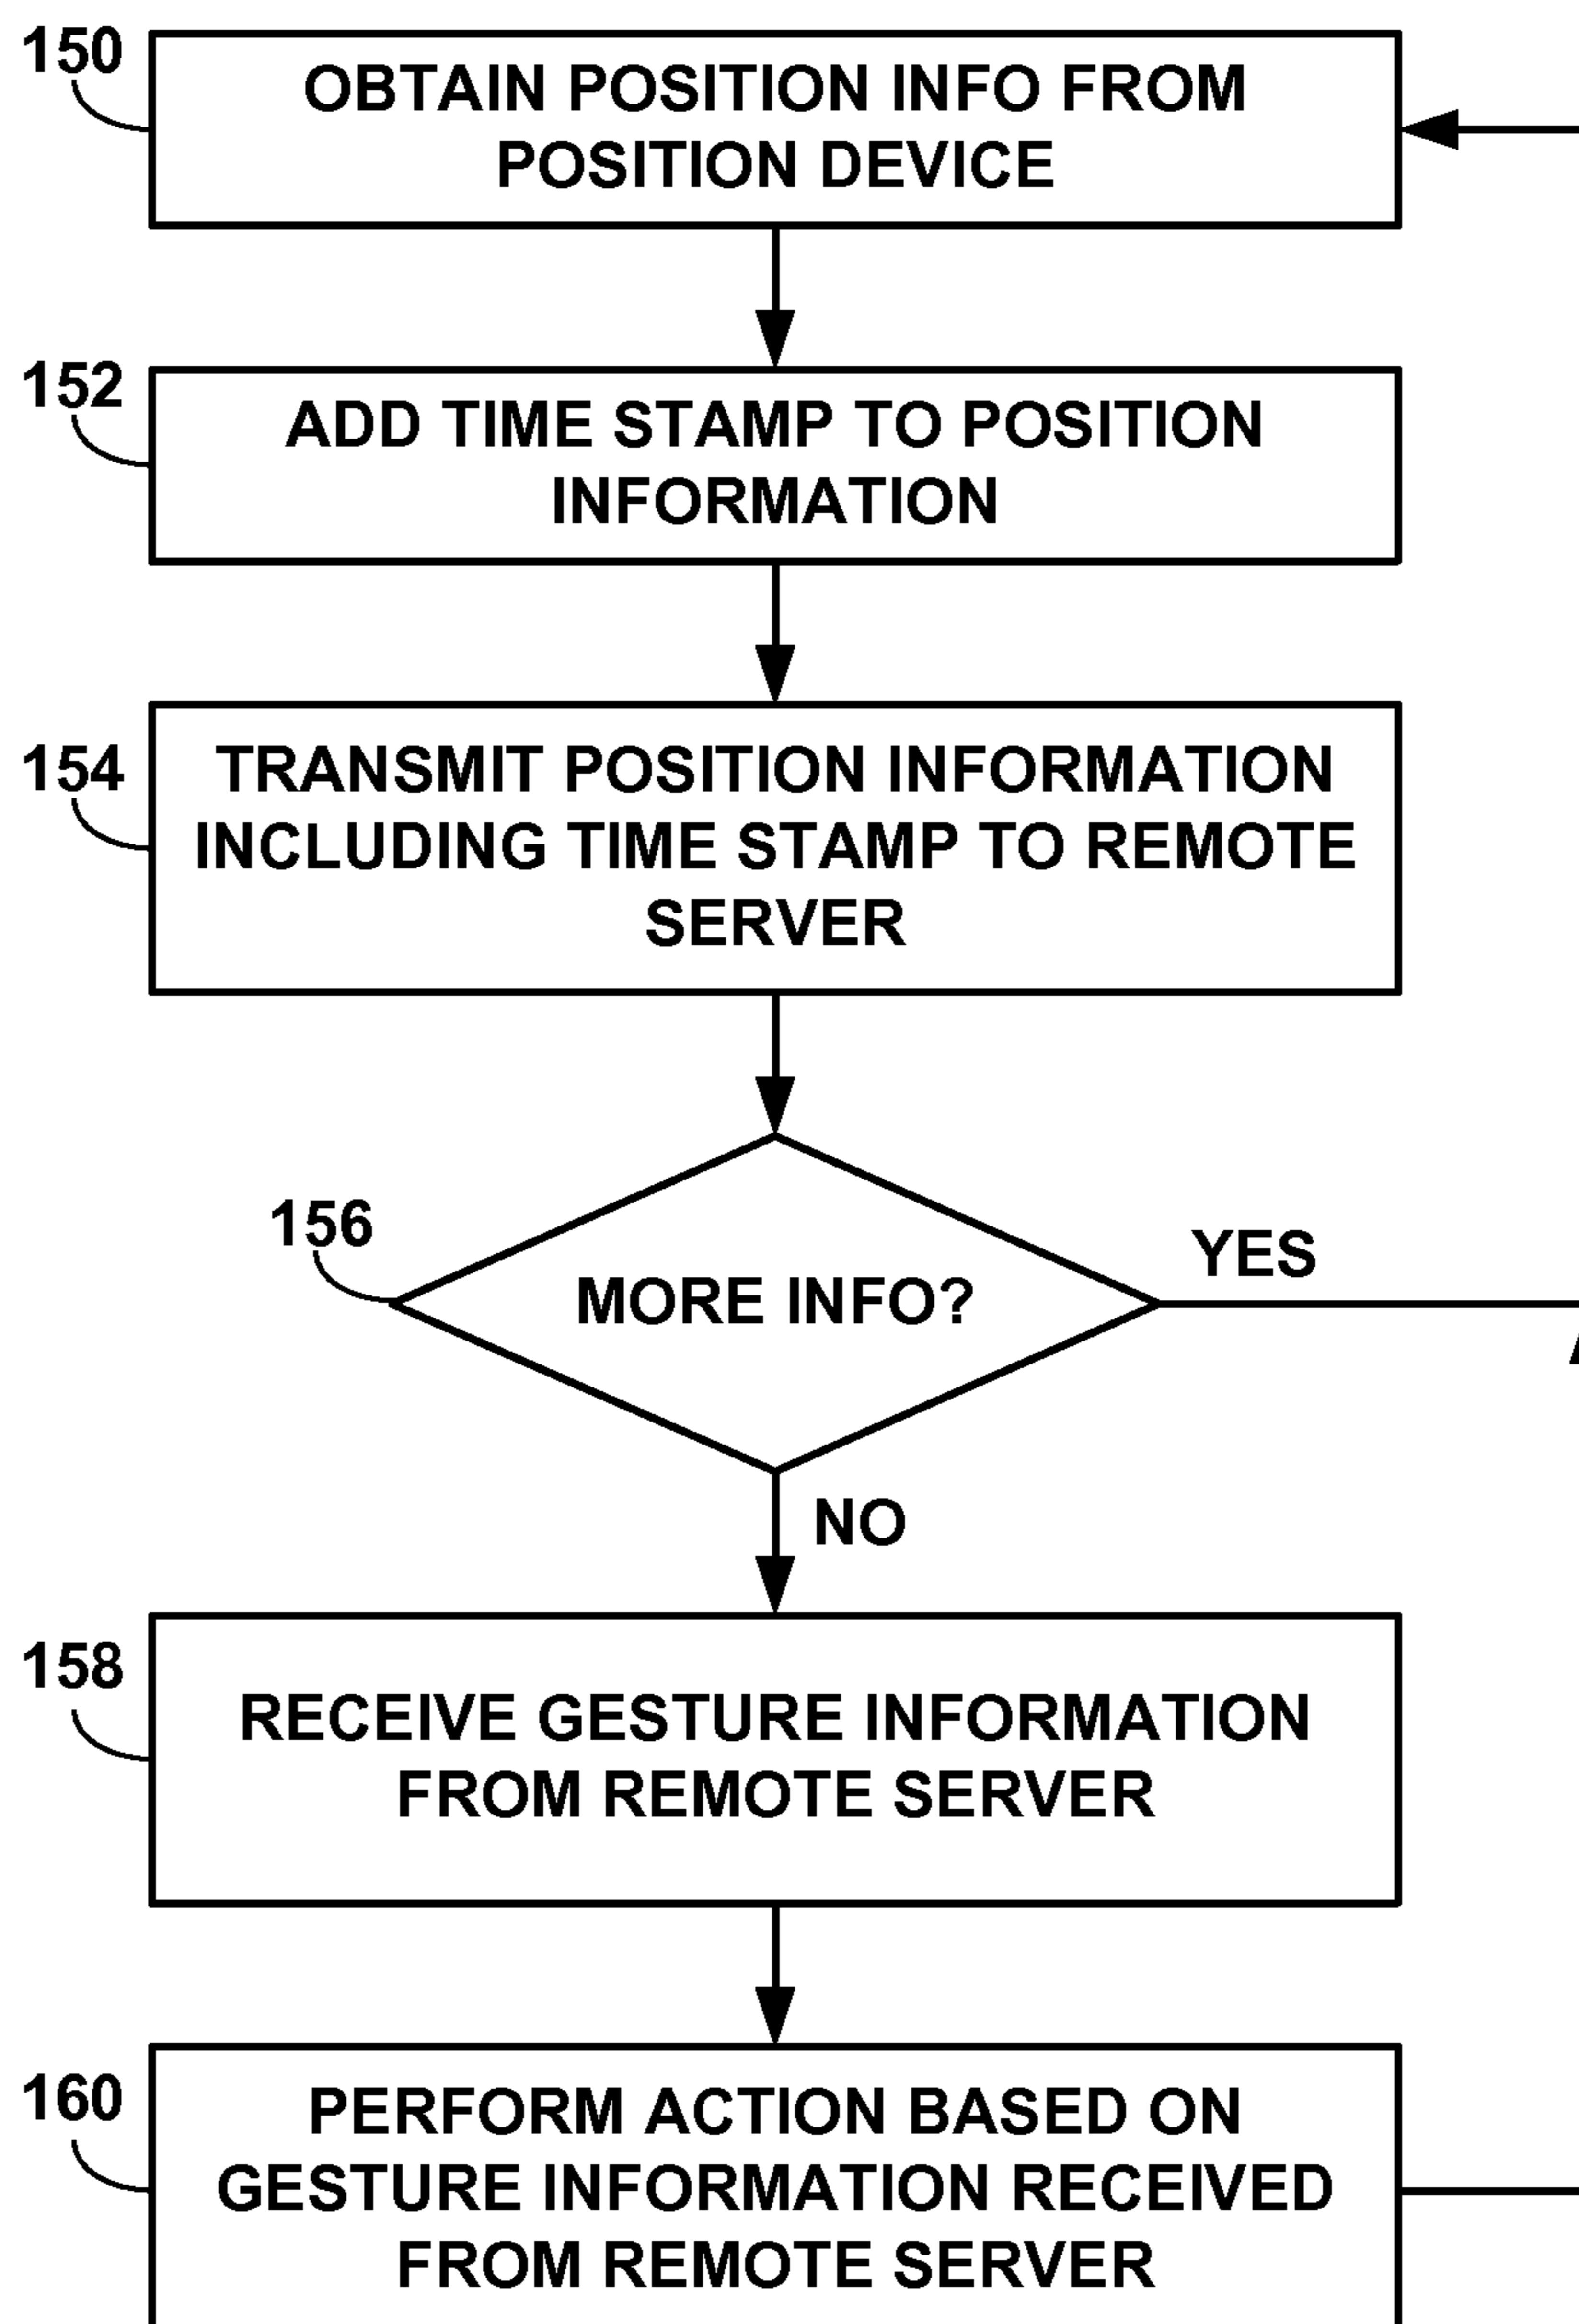 150
OBTAIN POSITION INFO FROM
POSITION DEVICE
152
ADD TIME STAMP TO POSITION
INFORMATION
154
TRANSMIT POSITION INFORMATION
INCLUDING TIME STAMP TO REMOTE
SERVER
156
MORE INFO?
YES
NO
158
RECEIVE GESTURE INFORMATION
FROM REMOTE SERVER
160
PERFORM ACTION BASED ON
GESTURE INFORMATION RECEIVED
FROM REMOTE SERVER